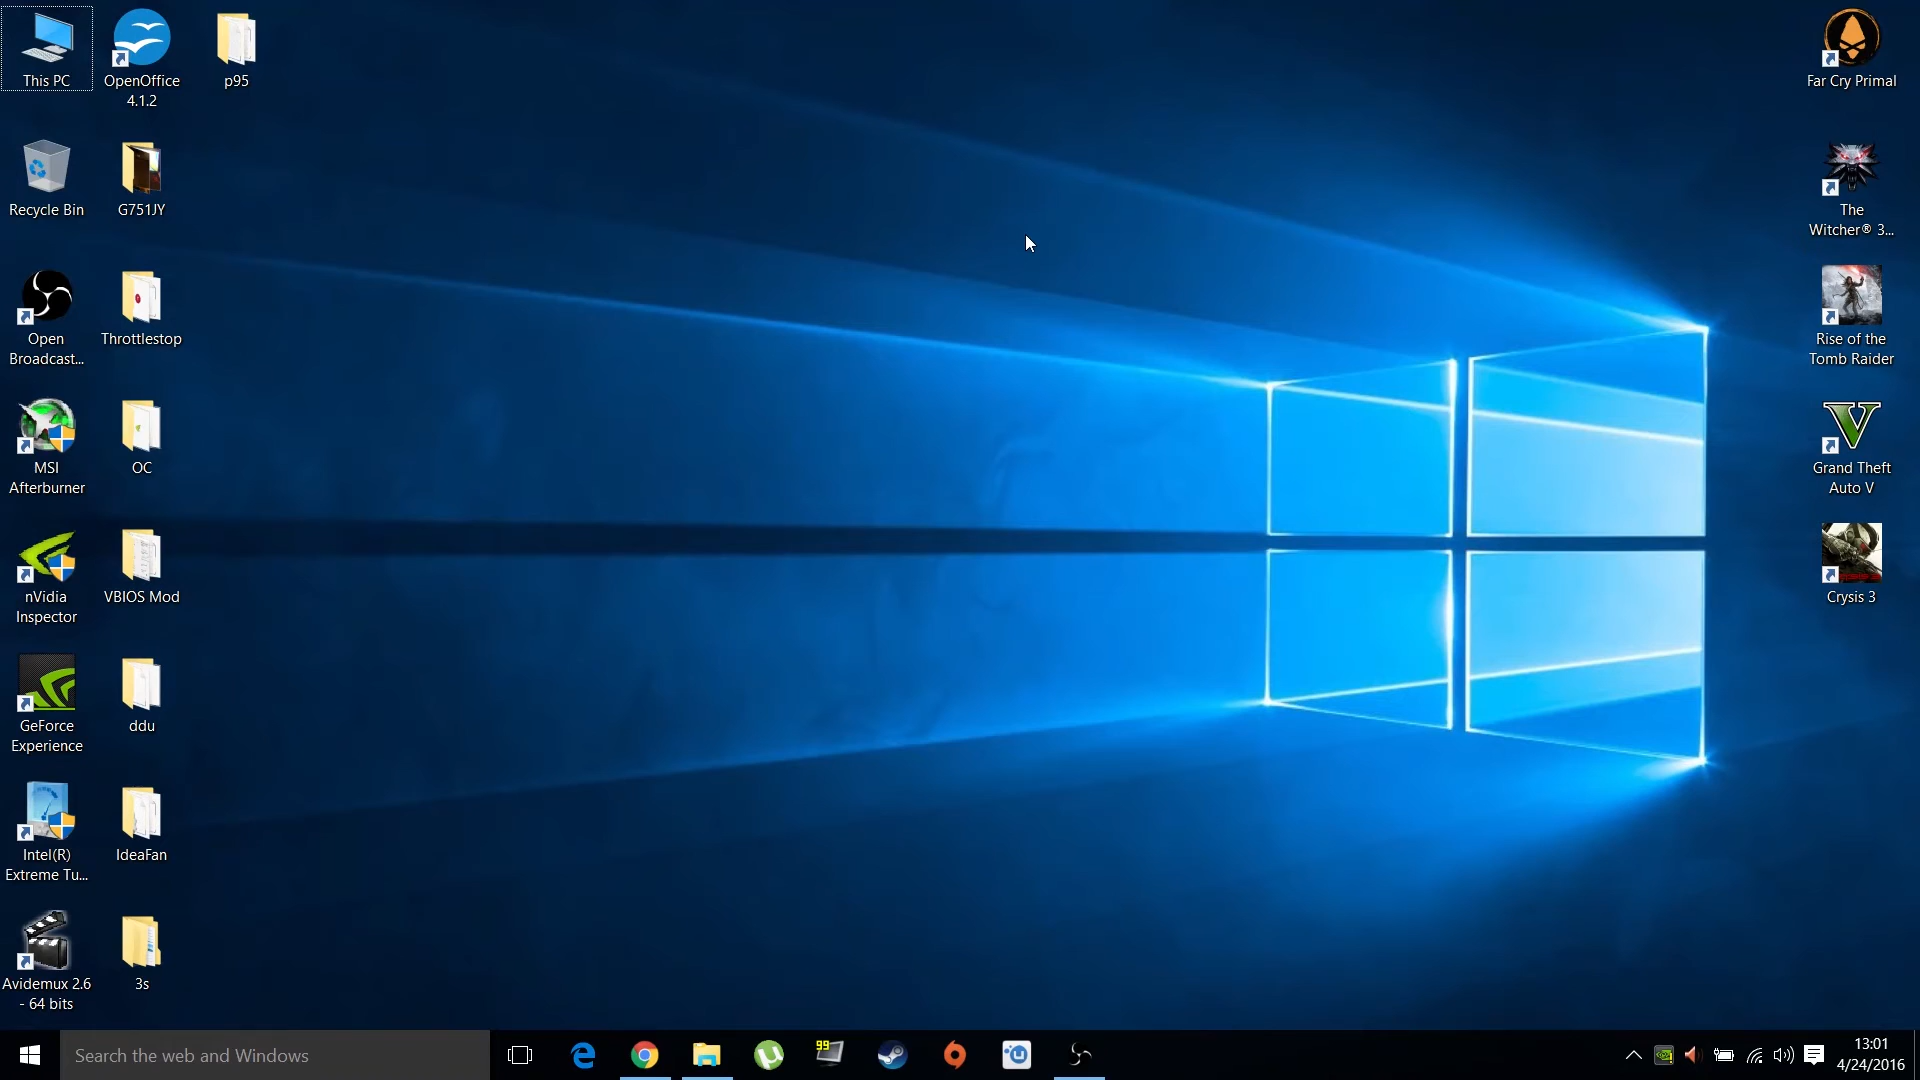 This PC
OpenOffice
4.1.2
p95
Recycle Bin
G751JY
Open
Broadcast...
Throttlestop
MSI
Afterburner
OC
nVidia
Inspector
VBIOS Mod
GeForce
Experience
ddu
Intel(R)
Extreme Tu...
IdeaFan
Avidemux 2.6
- 64 bits
3s
Far Cry Primal
The
Witcher® 3...
Rise of the
Tomb Raider
Grand Theft
Auto V
Crysis 3
Search the web and Windows
99
13:01
4/24/2016